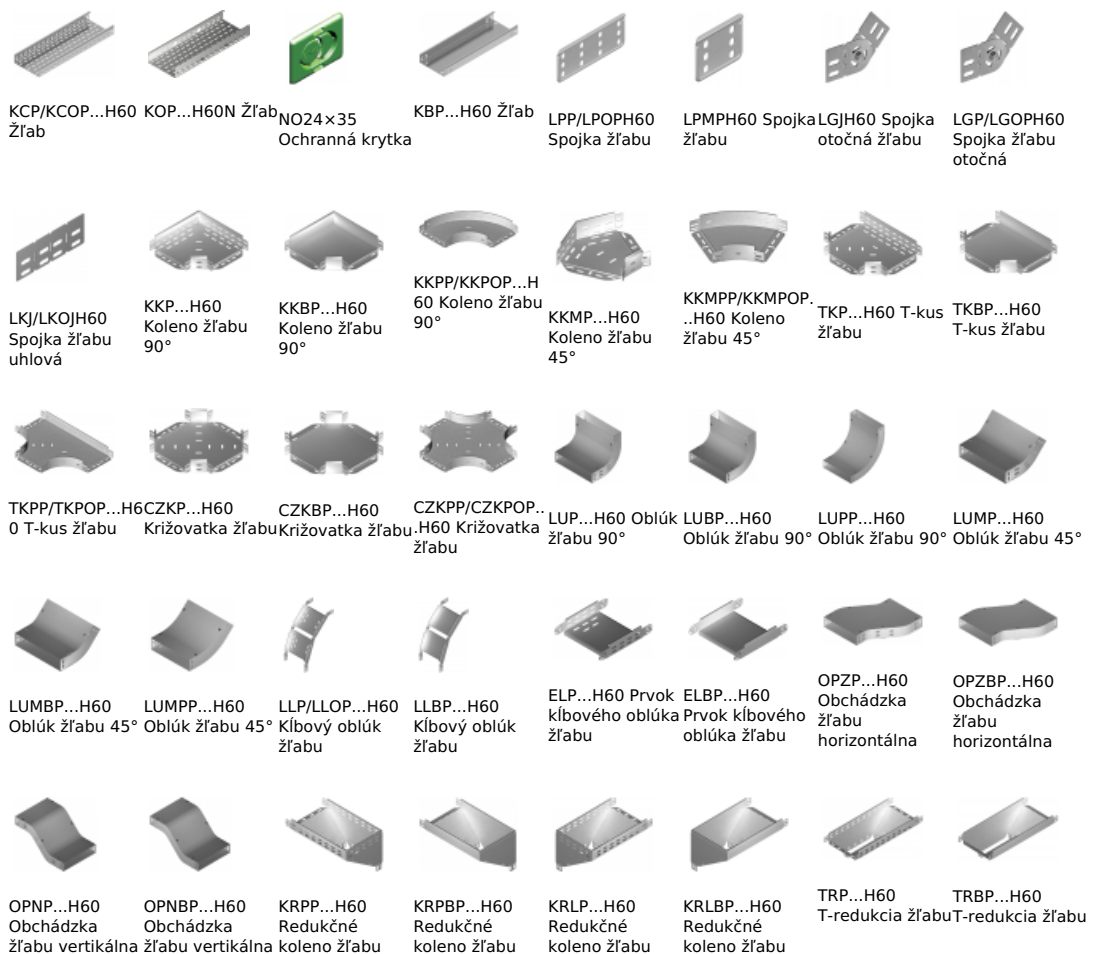 KCP/KCOP...H60
Žľab
KOP...H60N Žľab
NO24×35
Ochranná krytka
KBP...H60 Žľab
LPP/LPOPH60
Spojka žľabu
LPMPH60 Spojka
žľabu
LGJH60 Spojka
otočná žľabu
LGP/LGOPH60
Spojka žľabu
otočná
LKJ/LKOJH60
Spojka žľabu
uhlová
KKP...H60
Koleno žľabu
90°
KKBP...H60
Koleno žľabu
90°
KKPP/KKPOP...H
60 Koleno žľabu
90°
KKMP...H60
Koleno žľabu
45°
KKMPP/KKMPOP.
..H60 Koleno
žľabu 45°
TKP...H60 T-kus
žľabu
TKBP...H60
T-kus žľabu
TKPP/TKPOP...H6
0 T-kus žľabu
CZKP...H60
Križovatka žľabu
CZKBP...H60
Križovatka žľabu
CZKPP/CZKPOP..
.H60 Križovatka
žľabu
LUP...H60 Oblúk
žľabu 90°
LUBP...H60
Oblúk žľabu 90°
LUPP...H60
Oblúk žľabu 90°
LUMP...H60
Oblúk žľabu 45°
LUMBP...H60
Oblúk žľabu 45°
LUMPP...H60
Oblúk žľabu 45°
LLP/LLOP...H60
Kĺbový oblúk
žľabu
LLBP...H60
Kĺbový oblúk
žľabu
ELP...H60 Prvok
kĺbového oblúka
žľabu
ELBP...H60
Prvok kĺbového
oblúka žľabu
OPZP...H60
Obchádzka
žľabu
horizontálna
OPZBP...H60
Obchádzka
žľabu
horizontálna
OPNP...H60
Obchádzka
žľabu vertikálna
OPNBP...H60
Obchádzka
žľabu vertikálna
KRPP...H60
Redukčné
koleno žľabu
KRPBP...H60
Redukčné
koleno žľabu
KRLP...H60
Redukčné
koleno žľabu
KRLBP...H60
Redukčné
koleno žľabu
TRP...H60
T-redukcia žľabu
TRBP...H60
T-redukcia žľabu